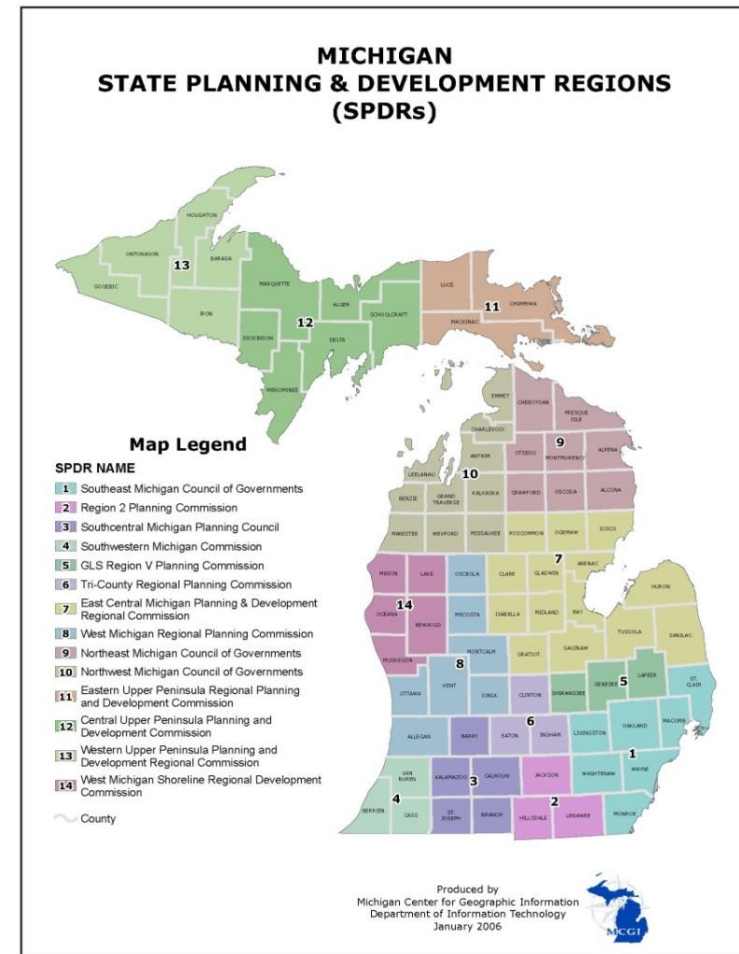 MICHIGAN
STATE PLANNING & DEVELOPMENT REGIONS
(SPDRs)
HOUGHTON
ONTONAGON
BARAGA
13
GOGEBIC
IRON
MARQUETTE
ALGER
SCHOOLCRAFT
12
DICKINSON
DELTA
MENOMINEE
LUCE
CHIPPEWA
11
MACKINAC
EMMET
CHEBOYGAN
PRESQUE
ISLE
CHARLEVOIX
ANTRIM
OTSEGO
9
MONTMORENCY
ALPENA
LEELANAU
10
BENZIE
GRAND
TRAVERSE
KALKASKA
CRAWFORD
OSCODA
ALCONA
MANISTEE
WEXFORD
MISSAUKEE
ROSCOMMON
OGEMAW
IOSCO
7
ARENAC
MASON
LAKE
OSCEOLA
CLARE
GLADWIN
HURON
14
OCEANA
NEWAYGO
MECOSTA
ISABELLA
MIDLAND
BAY
TUSCOLA
SANILAC
MUSKEGON
MONTCALM
GRATIOT
SAGINAW
8
OTTAWA
KENT
IONIA
CLINTON
SHIAWASSEE
GENESEE
5
LAPEER
ST.
CLAIR
ALLEGAN
BARRY
6
EATON
INGHAM
LIVINGSTON
OAKLAND
MACOMB
1
VAN
BUREN
KALAMAZOO
CALHOUN
3
JACKSON
WASHTENAW
WAYNE
4
BERRIEN
CASS
ST.
JOSEPH
BRANCH
2
HILLSDALE
LENAWEE
MONROE
Map Legend
SPDR NAME
1 Southeast Michigan Council of Governments
2 Region 2 Planning Commission
3 Southcentral Michigan Planning Council
4 Southwestern Michigan Commission
5 GLS Region V Planning Commission
6 Tri-County Regional Planning Commission
7 East Central Michigan Planning & Development
Regional Commission
8 West Michigan Regional Planning Commission
9 Northeast Michigan Council of Governments
10 Northwest Michigan Council of Governments
11 Eastern Upper Peninsula Regional Planning
and Development Commission
12 Central Upper Peninsula Planning and
Development Commission
13 Western Upper Peninsula Planning and
Development Regional Commission
14 West Michigan Shoreline Regional Development
Commission
County
Produced by
Michigan Center for Geographic Information
Department of Information Technology
January 2006
MCGI